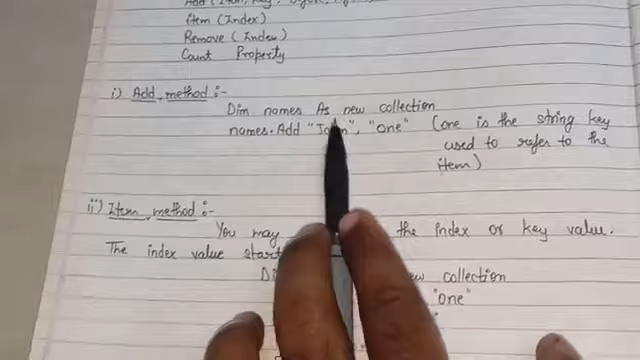 Item (Index)
Remove (Index)
Count Property
i) Add method :-
Dim names As new collection
names.Add "John", "one" (one is the string key
used to refer to the
item)
ii) Item method :-
You may the index or key value.
The index value start
new collection
"one"